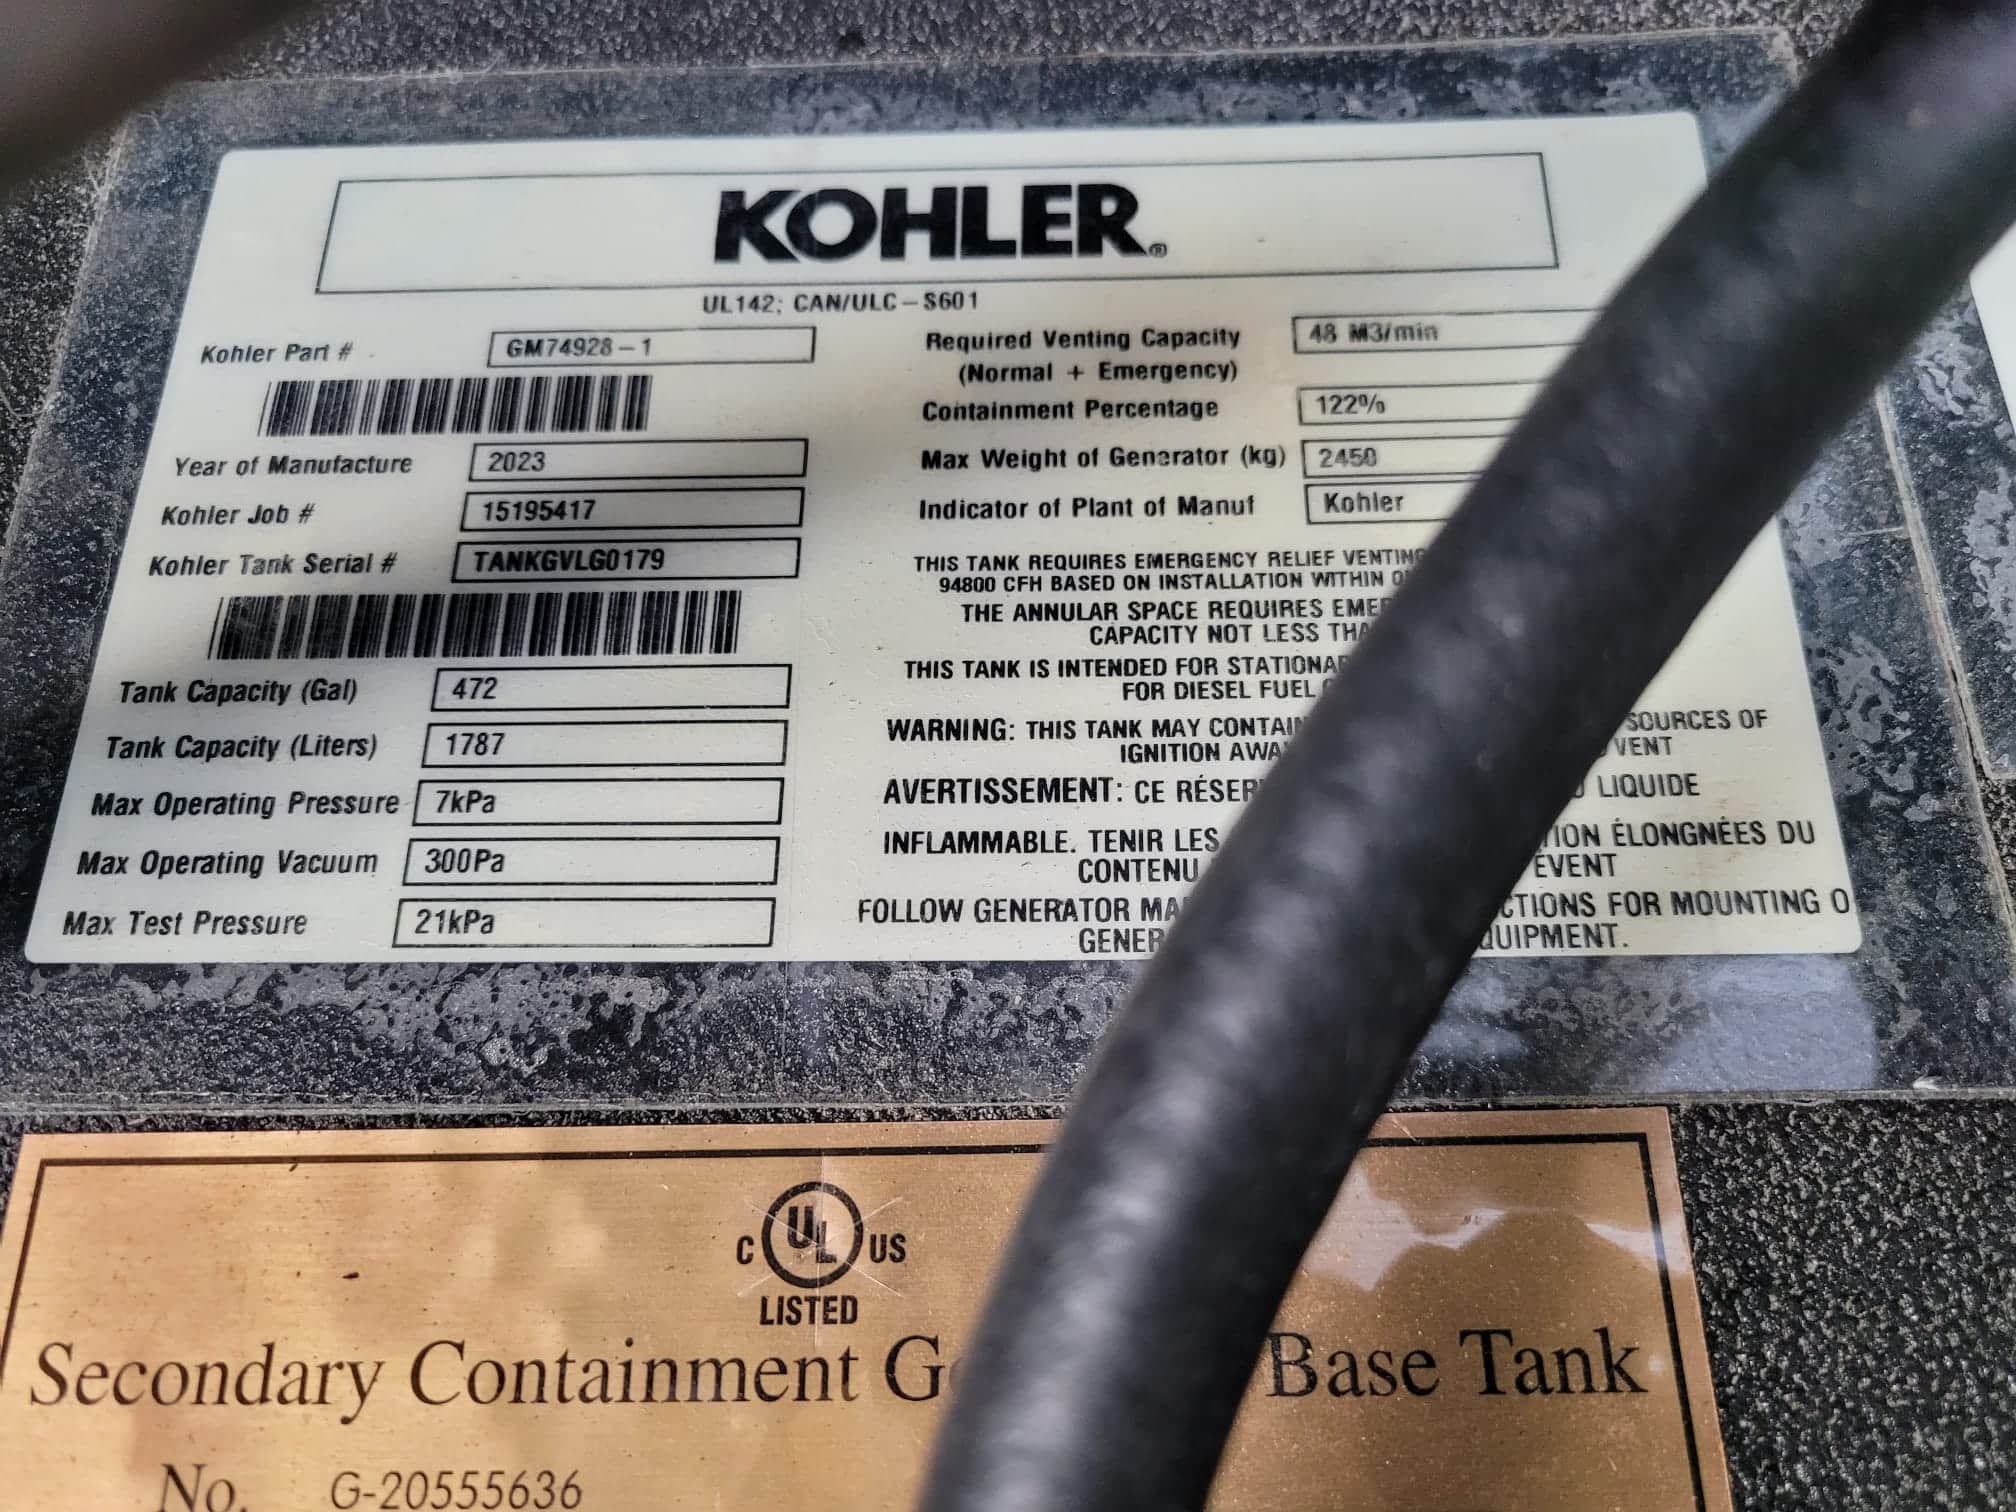 KOHLER®
UL142; CAN/ULC-S601
Kohler Part # GM74928-1
Year of Manufacture 2023
Kohler Job # 15195417
Kohler Tank Serial # TANKGVLG0179
Tank Capacity (Gal) 472
Tank Capacity (Liters) 1787
Max Operating Pressure 7kPa
Max Operating Vacuum 300Pa
Max Test Pressure 21kPa
Required Venting Capacity 48 M3/min
(Normal + Emergency)
Containment Percentage 122%
Max Weight of Generator (kg) 2450
Indicator of Plant of Manuf Kohler
THIS TANK REQUIRES EMERGENCY RELIEF VENTING
94800 CFH BASED ON INSTALLATION WITHIN
THE ANNULAR SPACE REQUIRES
CAPACITY NOT LESS
THIS TANK IS INTENDED FOR
FOR DIESEL FUEL
WARNING: THIS TANK MAY SOURCES OF
IGNITION VENT
AVERTISSEMENT: CE LIQUIDE
INFLAMMABLE. TENIR LES ÉLONGNÉES DU
CONTENU ÉVENT
FOLLOW GENERATOR FOR MOUNTING
C UL US
LISTED
Secondary Containment Base Tank
No. G-20555636